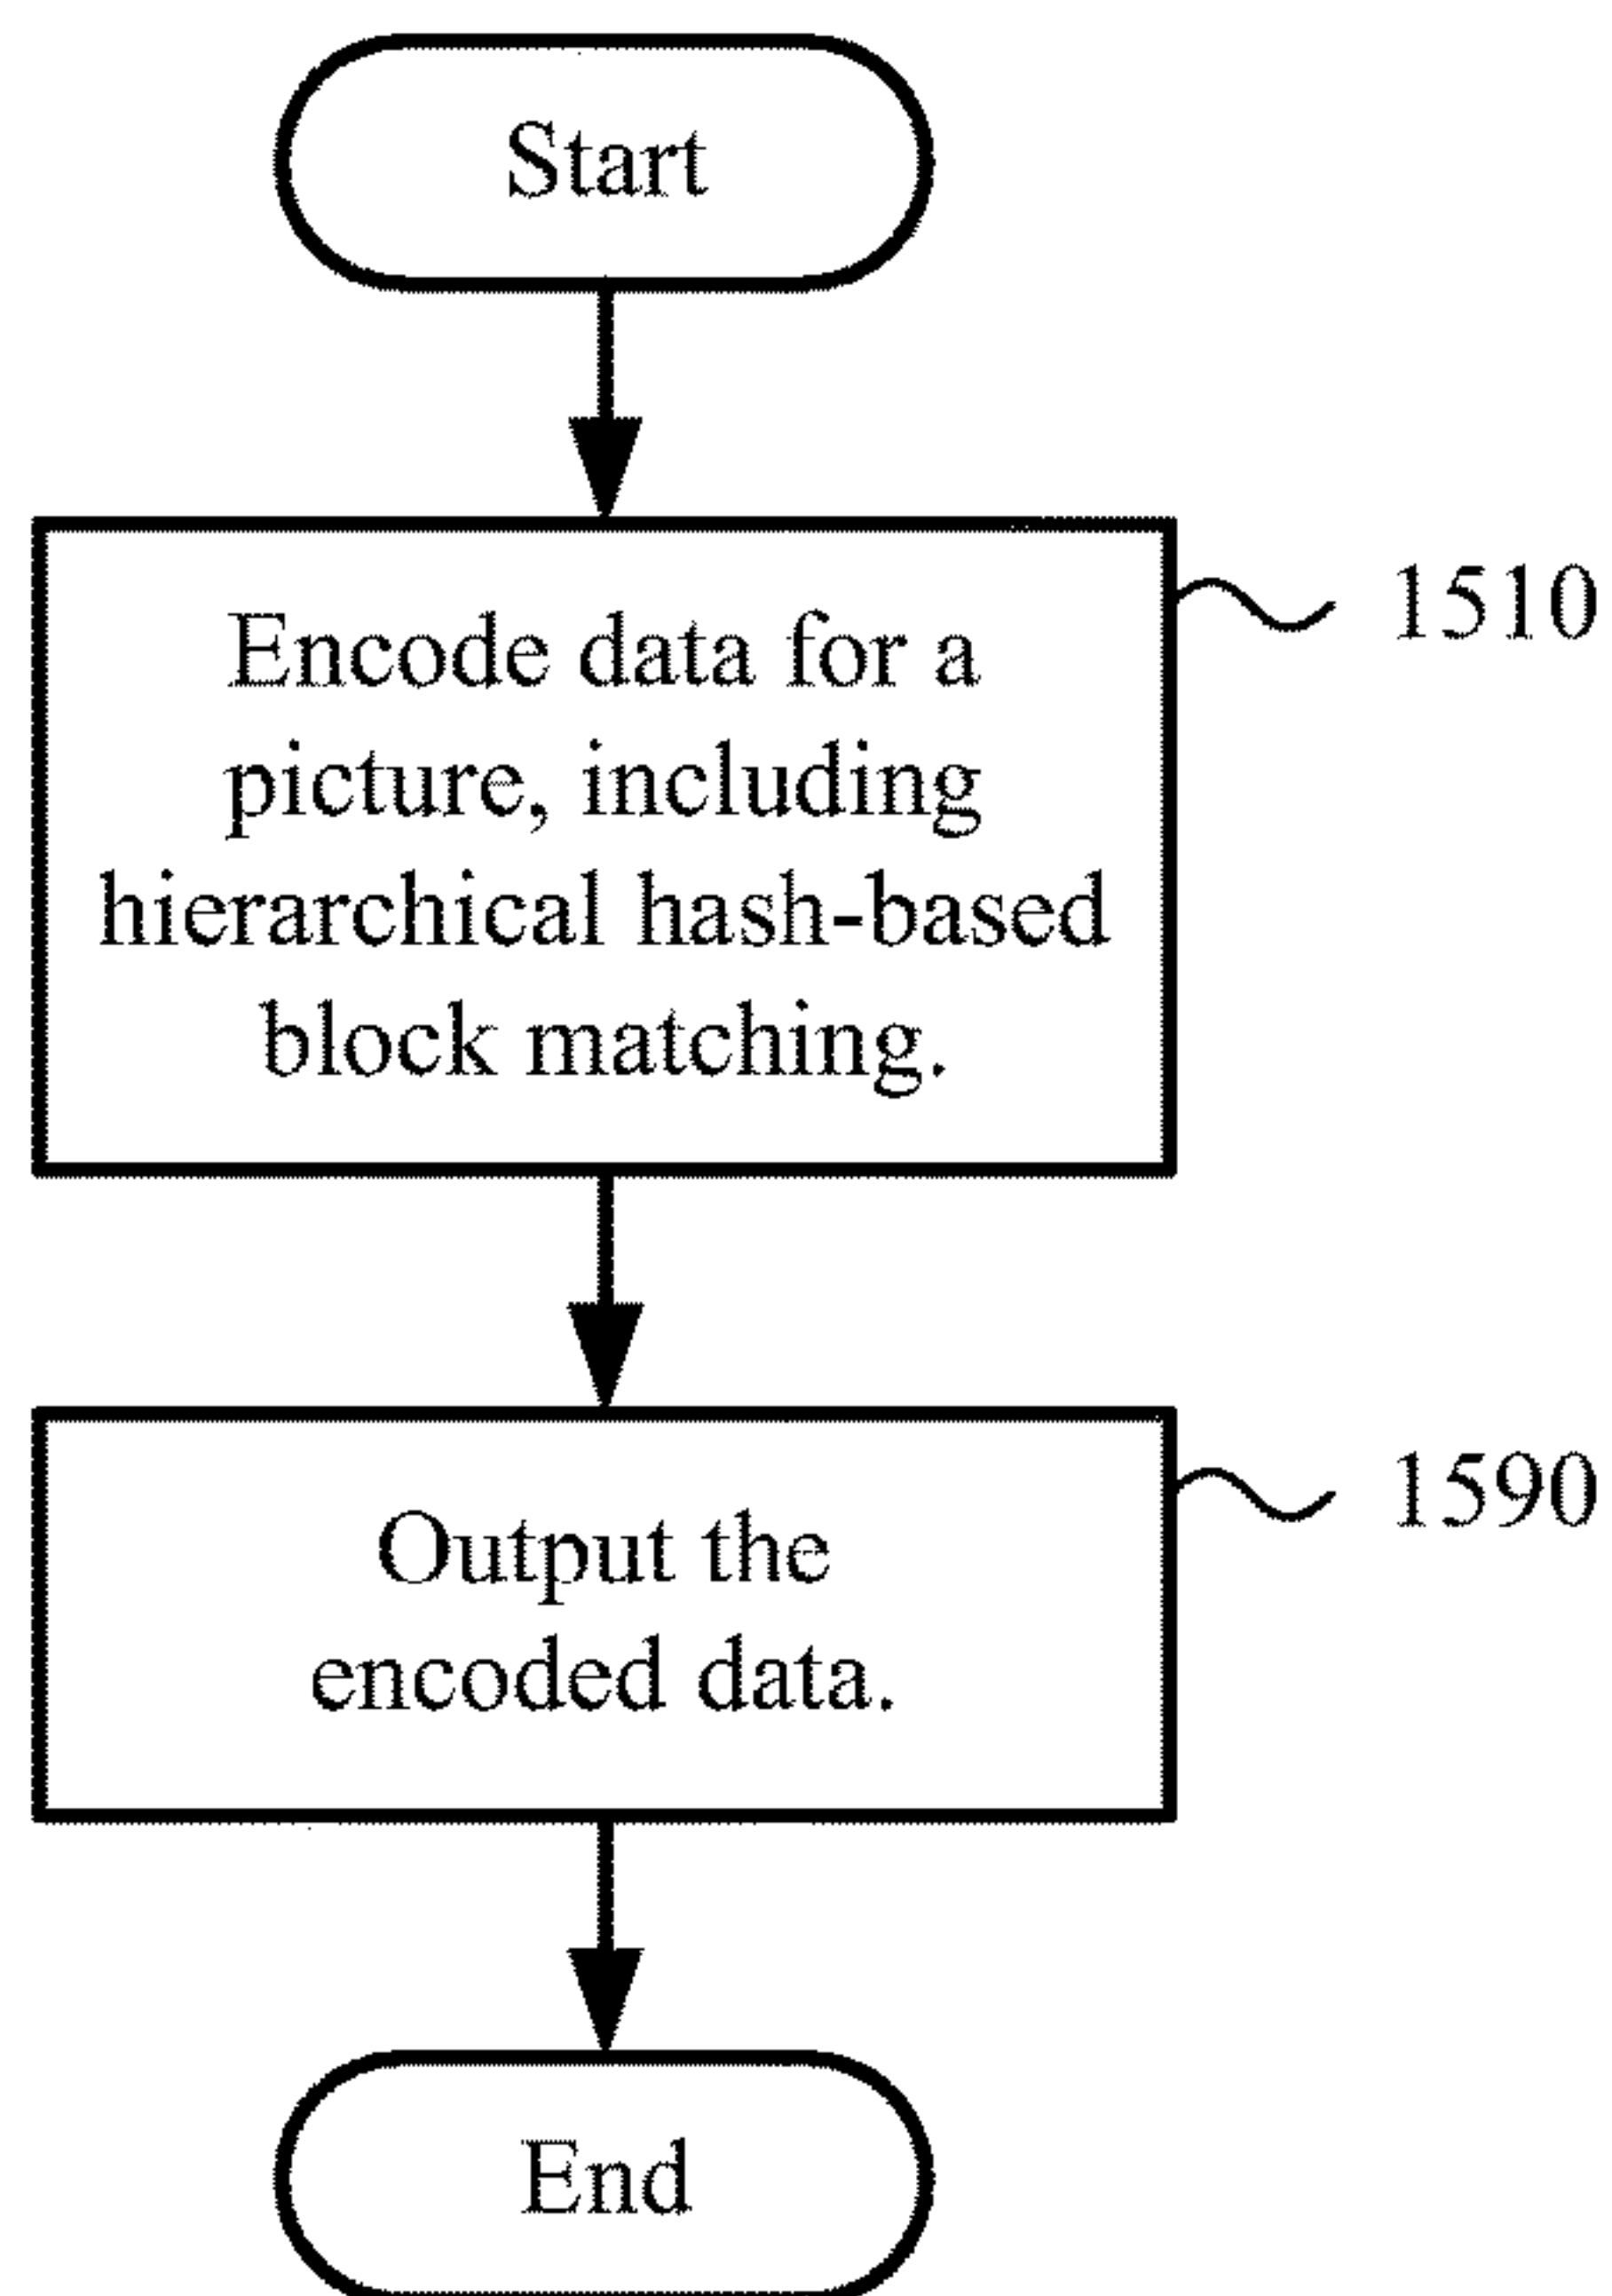 Start
Encode data for a
picture, including
hierarchical hash-based
block matching.
1510
Output the
encoded data.
1590
End